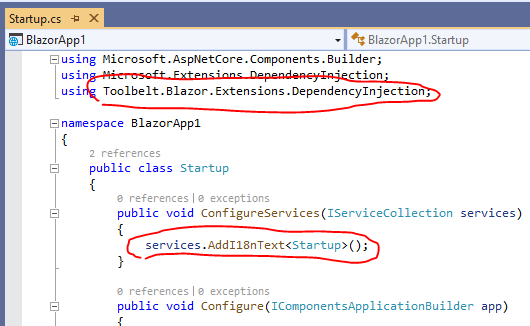 Startup.cs
BlazorApp1
BlazorApp1.Startup
using Microsoft.AspNetCore.Components.Builder;
using Microsoft.Extensions.DependencyInjection;
using Toolbelt.Blazor.Extensions.DependencyInjection;
namespace BlazorApp1
{
2 references
public class Startup
{
0 references | 0 exceptions
public void ConfigureServices(IServiceCollection services)
{
services.AddI18nText<Startup>();
}
0 references | 0 exceptions
public void Configure(IComponentsApplicationBuilder app)
{